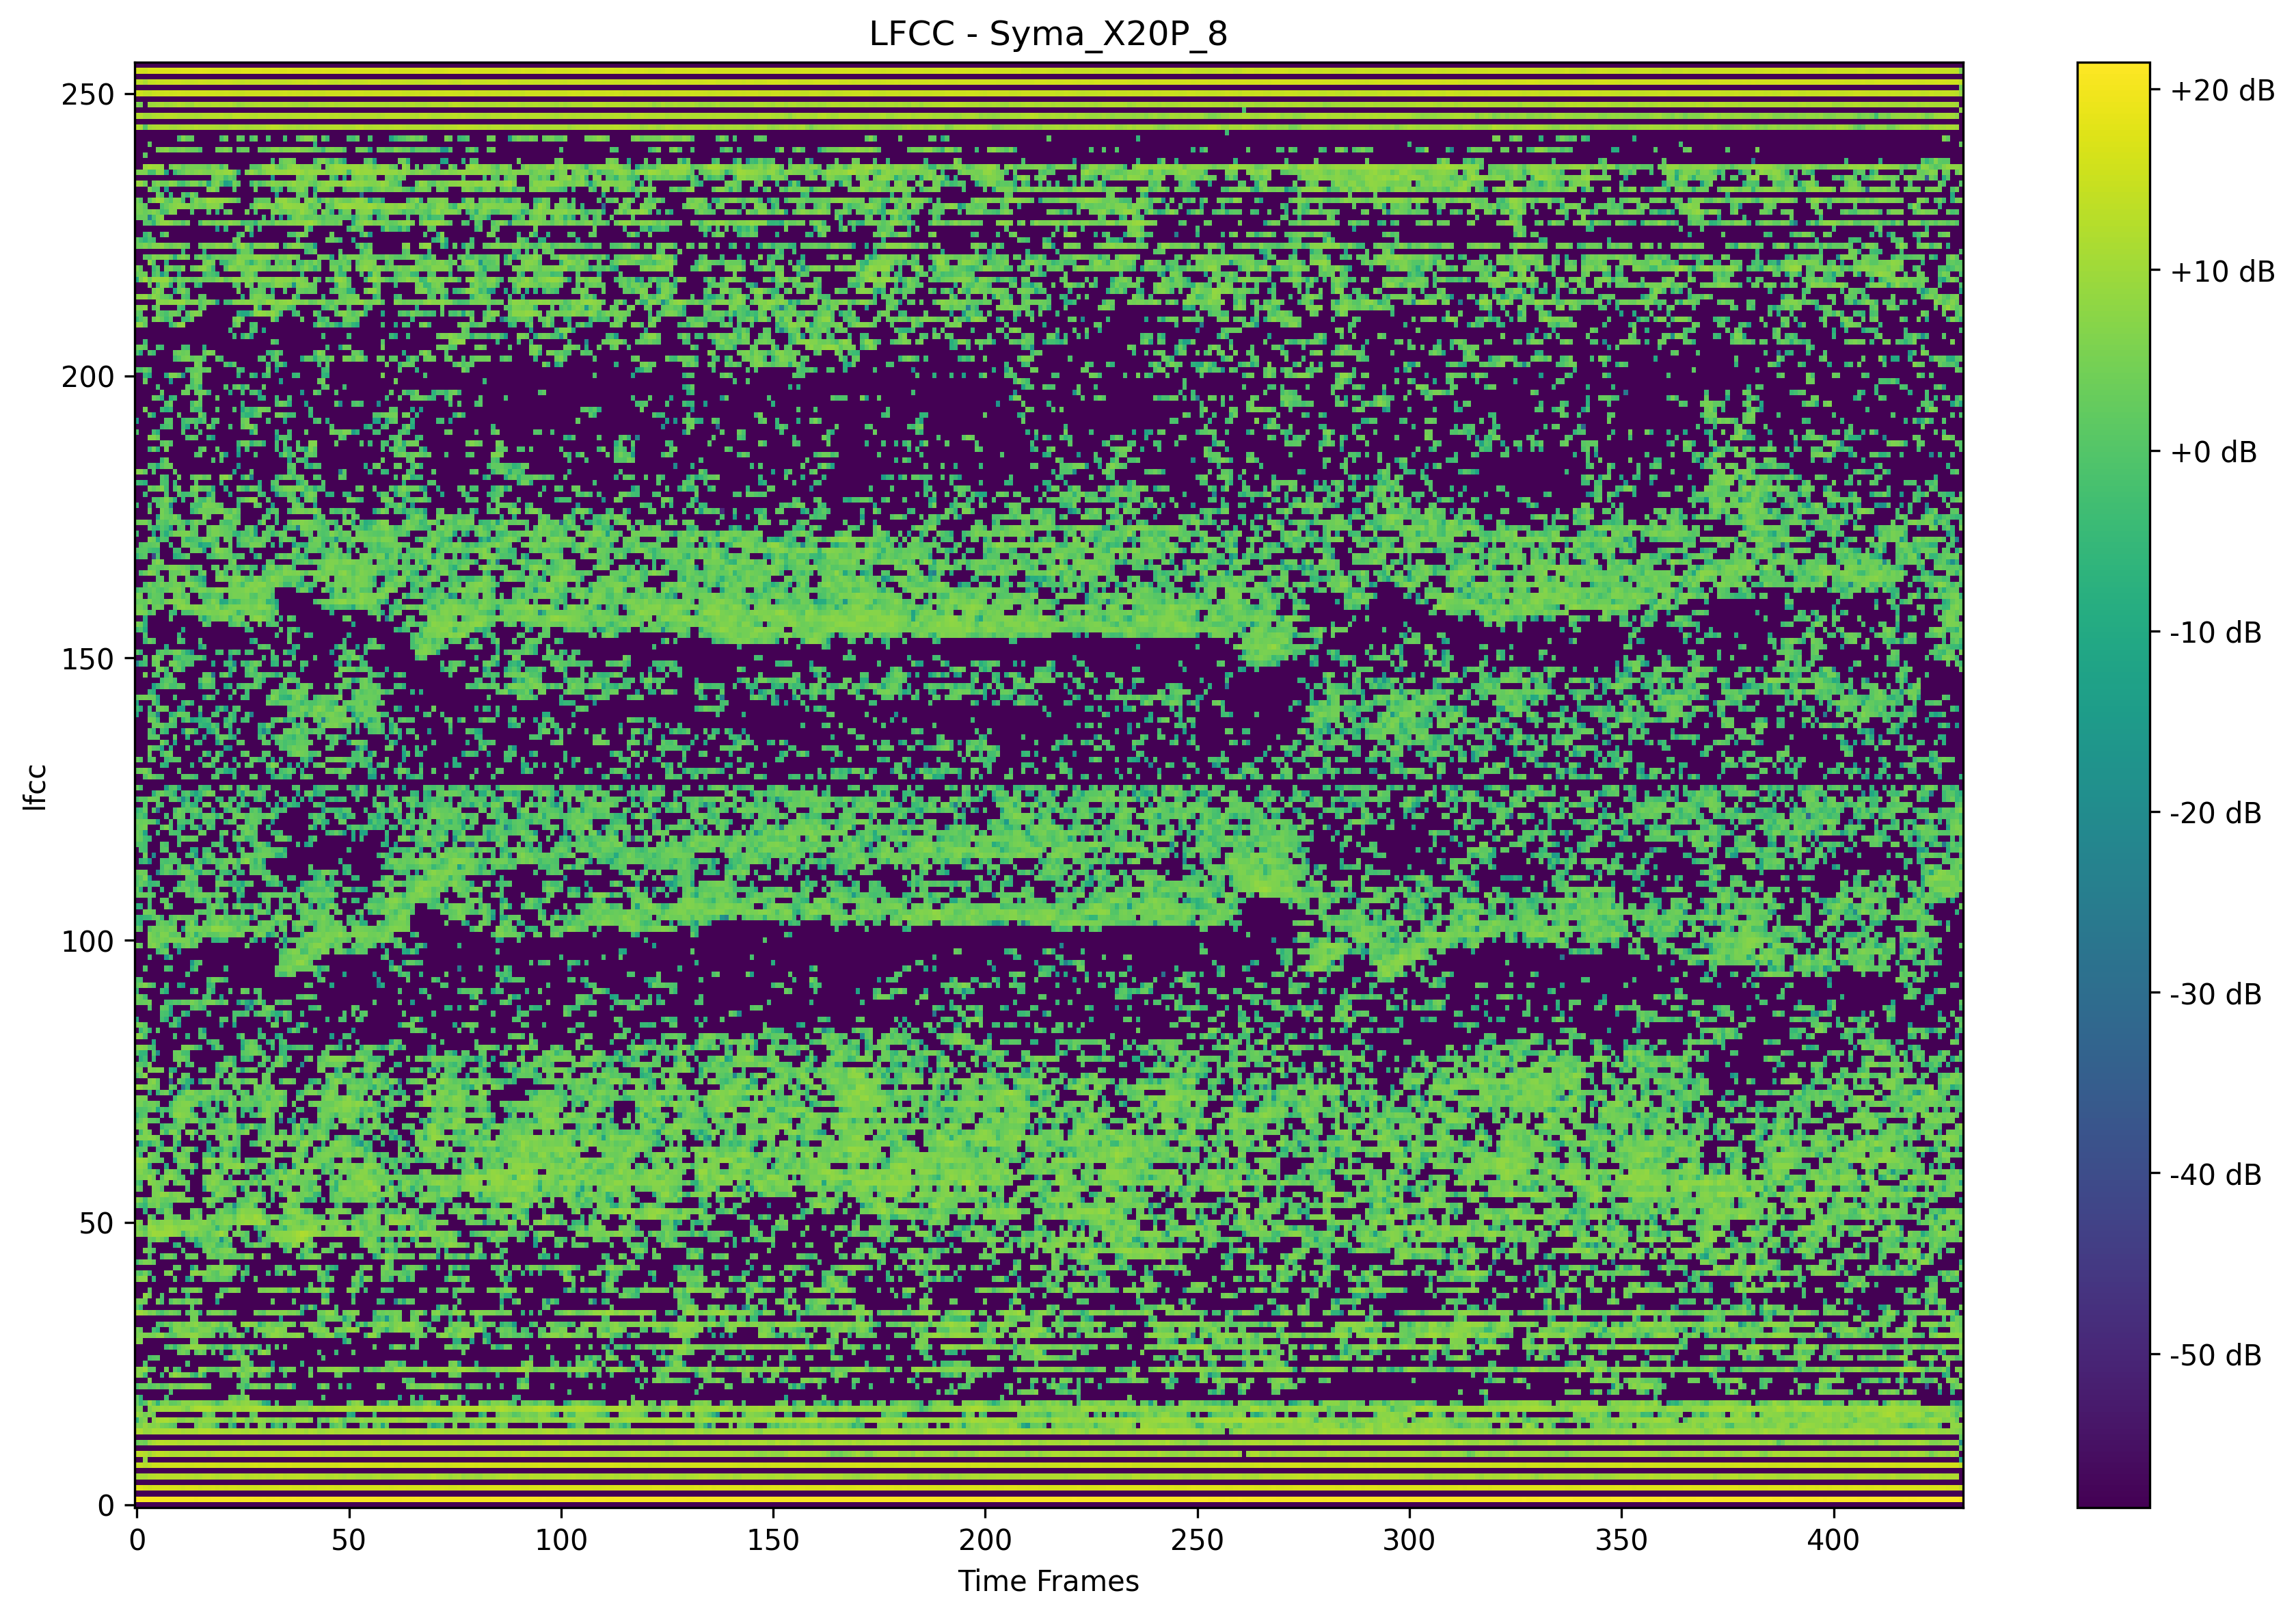 LFCC - Syma_X20P_8
250
200
150
100
50
0
lfcc
0 50 100 150 200 250 300 350 400
Time Frames
+20 dB
+10 dB
+0 dB
-10 dB
-20 dB
-30 dB
-40 dB
-50 dB